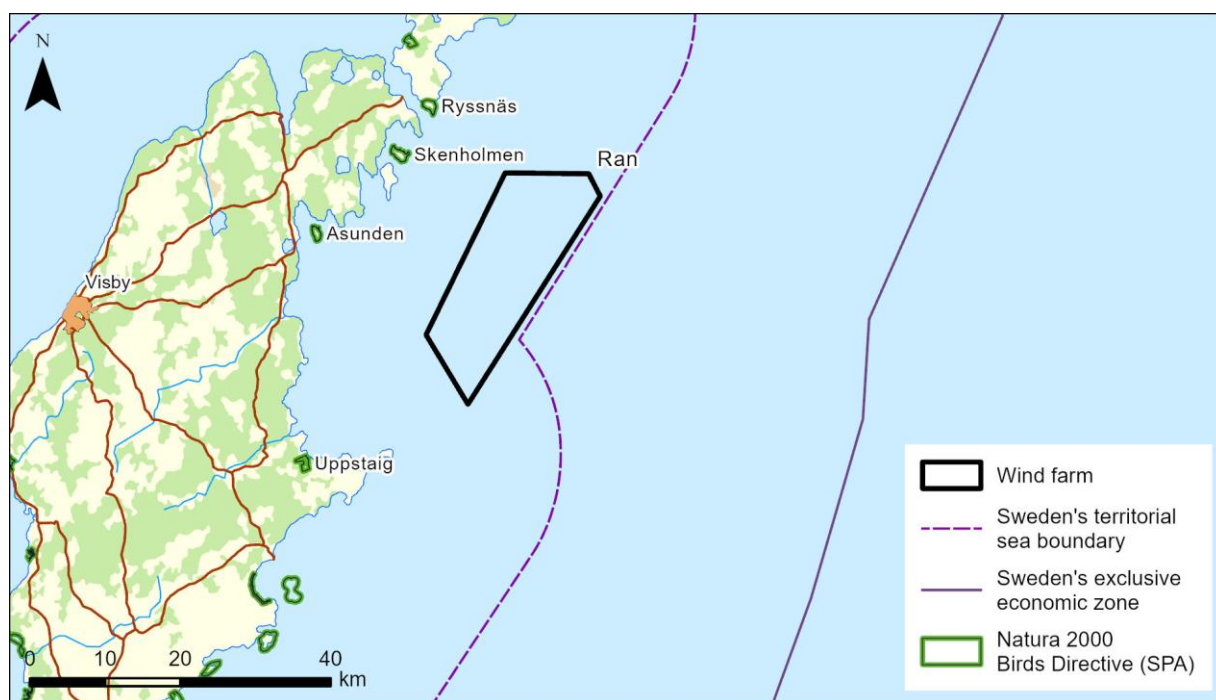 N
Ryssnäs
Skenholmen
Ran
Asunden
Visby
Uppstaig
Wind farm
Sweden's territorial
sea boundary
Sweden's exclusive
economic zone
Natura 2000
Birds Directive (SPA)
0 10 20 40
km